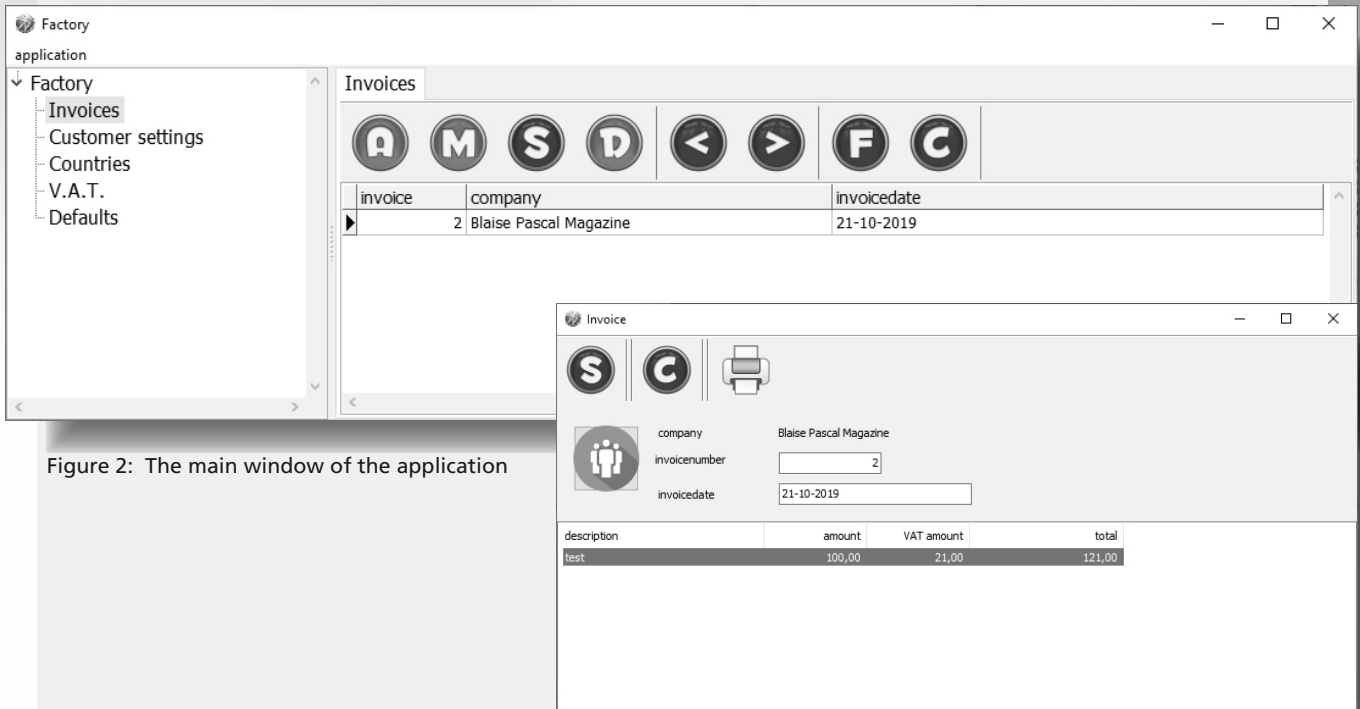 Factory
application
Factory
Invoices
Customer settings
Countries
V.A.T.
Defaults
Invoices
A M S D < > F C
invoice company invoicedate
2 Blaise Pascal Magazine 21-10-2019
Figure 2: The main window of the application
Invoice
S C
company Blaise Pascal Magazine
invoicenumber 2
invoicedate 21-10-2019
description amount VAT amount total
test 100,00 21,00 121,00